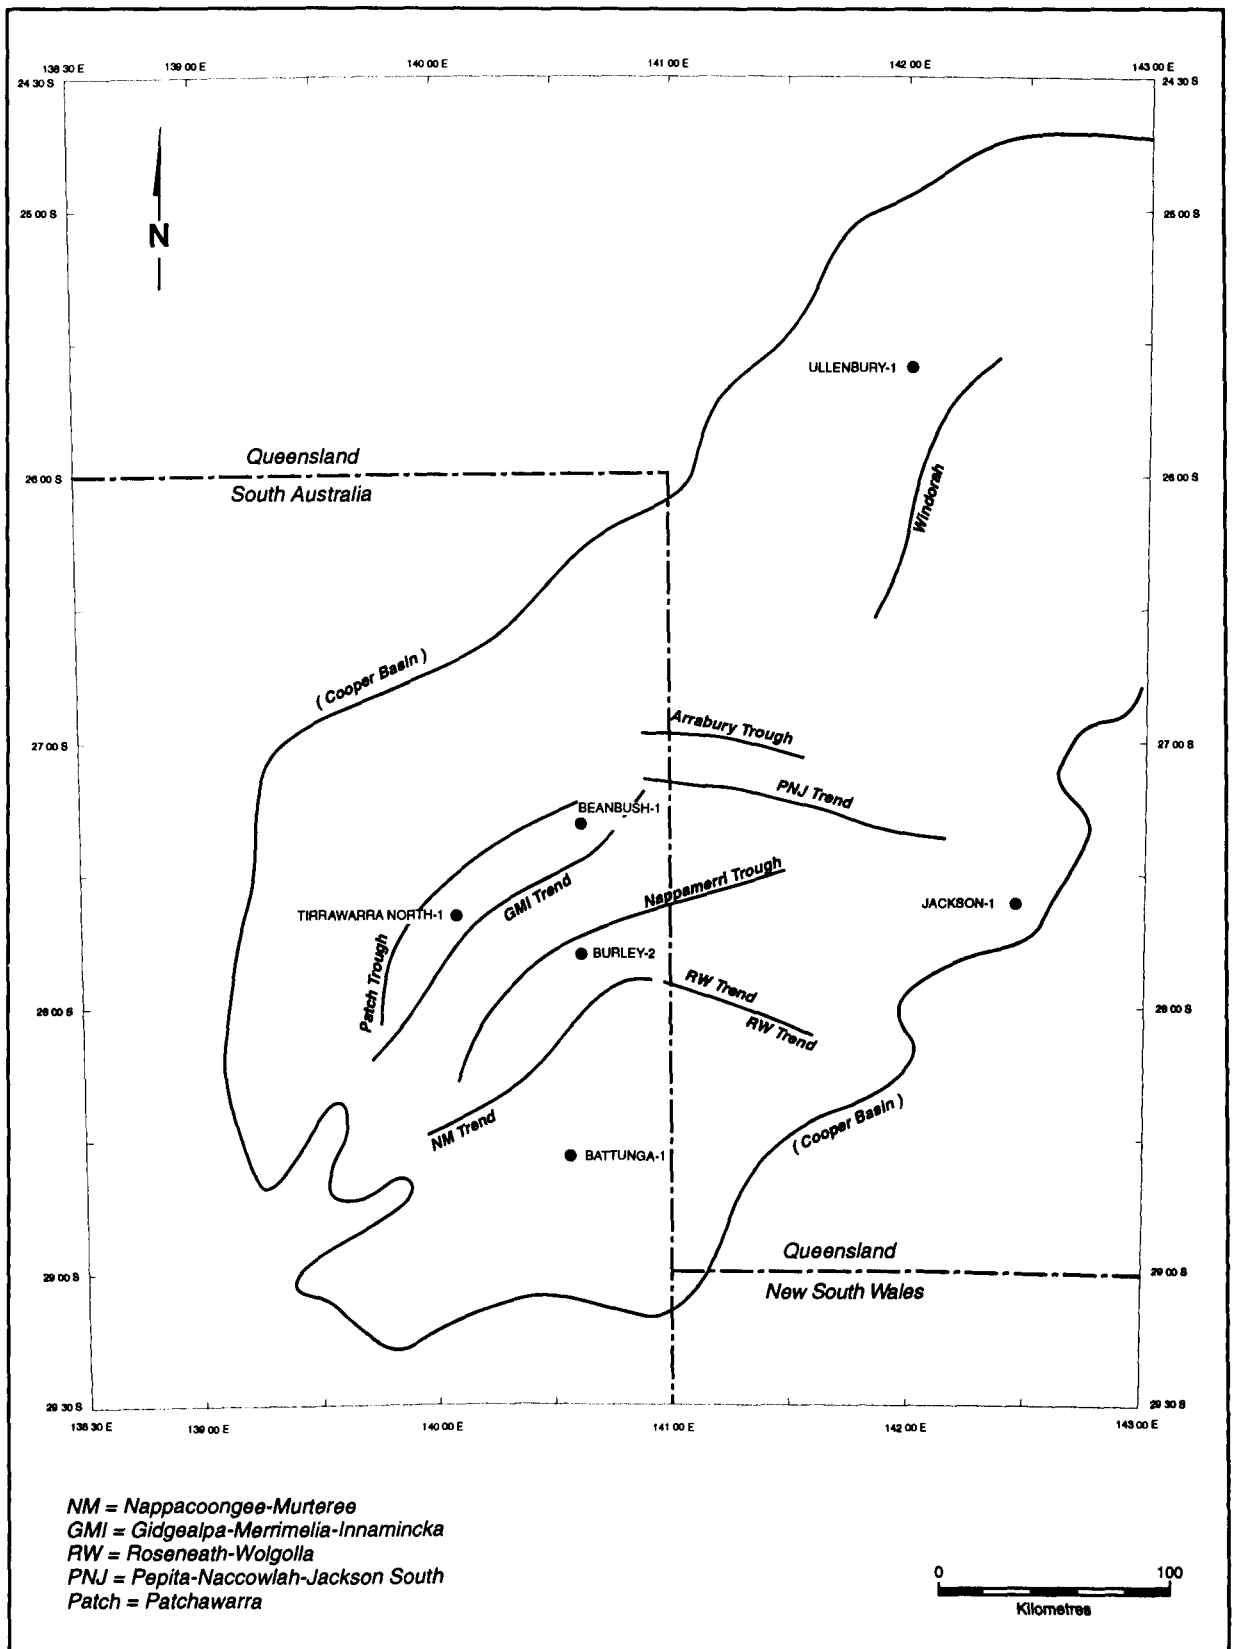 138 30 E
139 00 E
140 00 E
141 00 E
142 00 E
143 00 E
24 30 S
24 30 S
N
25 00 S
25 00 S
ULLENBURY-1
Windorah
Queensland
South Australia
26 00 S
26 00 S
( Cooper Basin )
Arrabury Trough
27 00 S
27 00 S
PNJ Trend
BEANBUSH-1
GMI Trend
Nappamerri Trough
TIRRAWARRA NORTH-1
JACKSON-1
Patch Trough
BURLEY-2
RW Trend
RW Trend
28 00 S
28 00 S
NM Trend
( Cooper Basin )
BATTUNGA-1
Queensland
New South Wales
29 00 S
29 00 S
29 30 S
29 30 S
138 30 E
139 00 E
140 00 E
141 00 E
142 00 E
143 00 E
NM = Nappacoongee-Murteree
GMI = Gidgealpa-Merrimelia-Innamincka
RW = Roseneath-Wolgolla
PNJ = Pepita-Naccowlah-Jackson South
Patch = Patchawarra
0 100
Kilometres